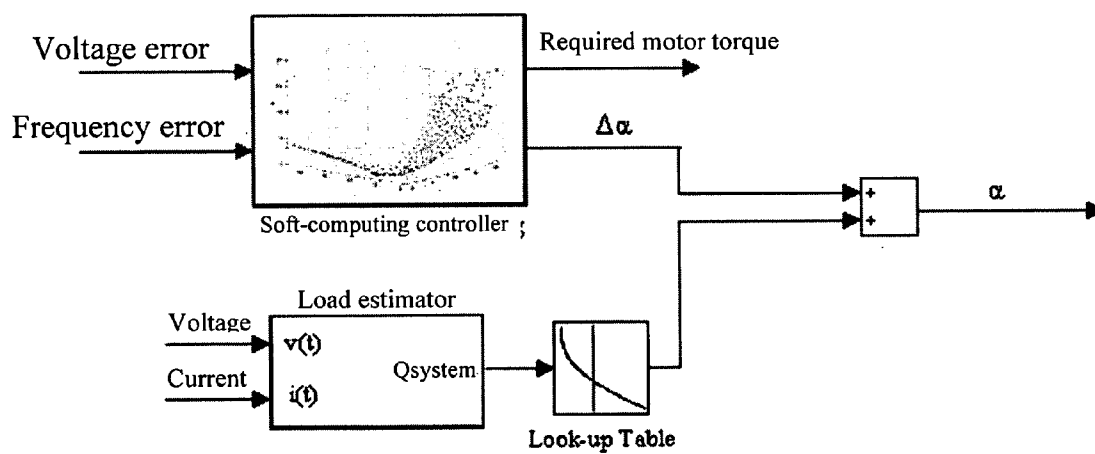 Voltage error
Required motor torque
Frequency error
Δα
+
α
+
Soft-computing controller ;
Load estimator
Voltage
v(t)
Qsystem
Current
i(t)
Look-up Table